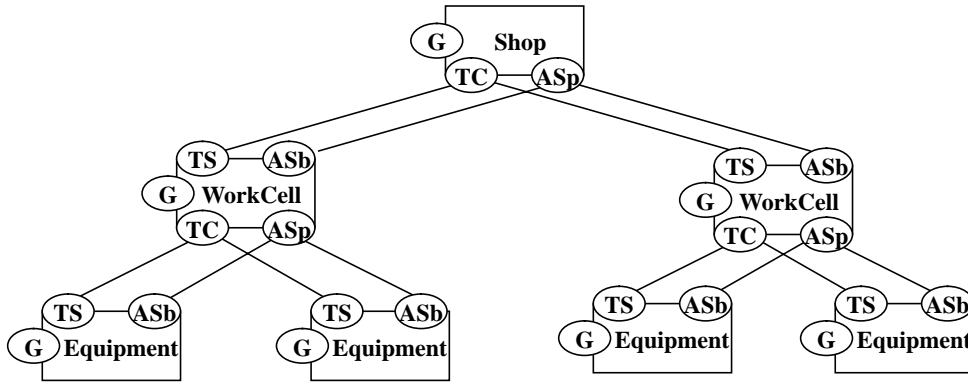 G Shop
TC ASp
TS ASb TS ASb
G WorkCell G WorkCell
TC ASp TC ASp
TS ASb TS ASb TS ASb TS ASb
G Equipment G Equipment G Equipment G Equipment